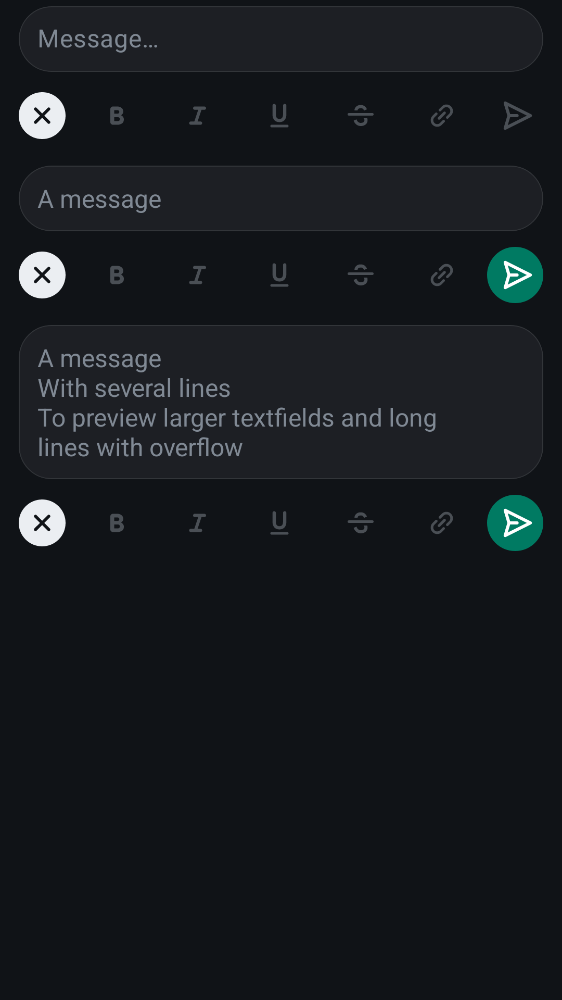 Message…
B I U S
A message
B I U S
A message
With several lines
To preview larger textfields and long
lines with overflow
B I U S